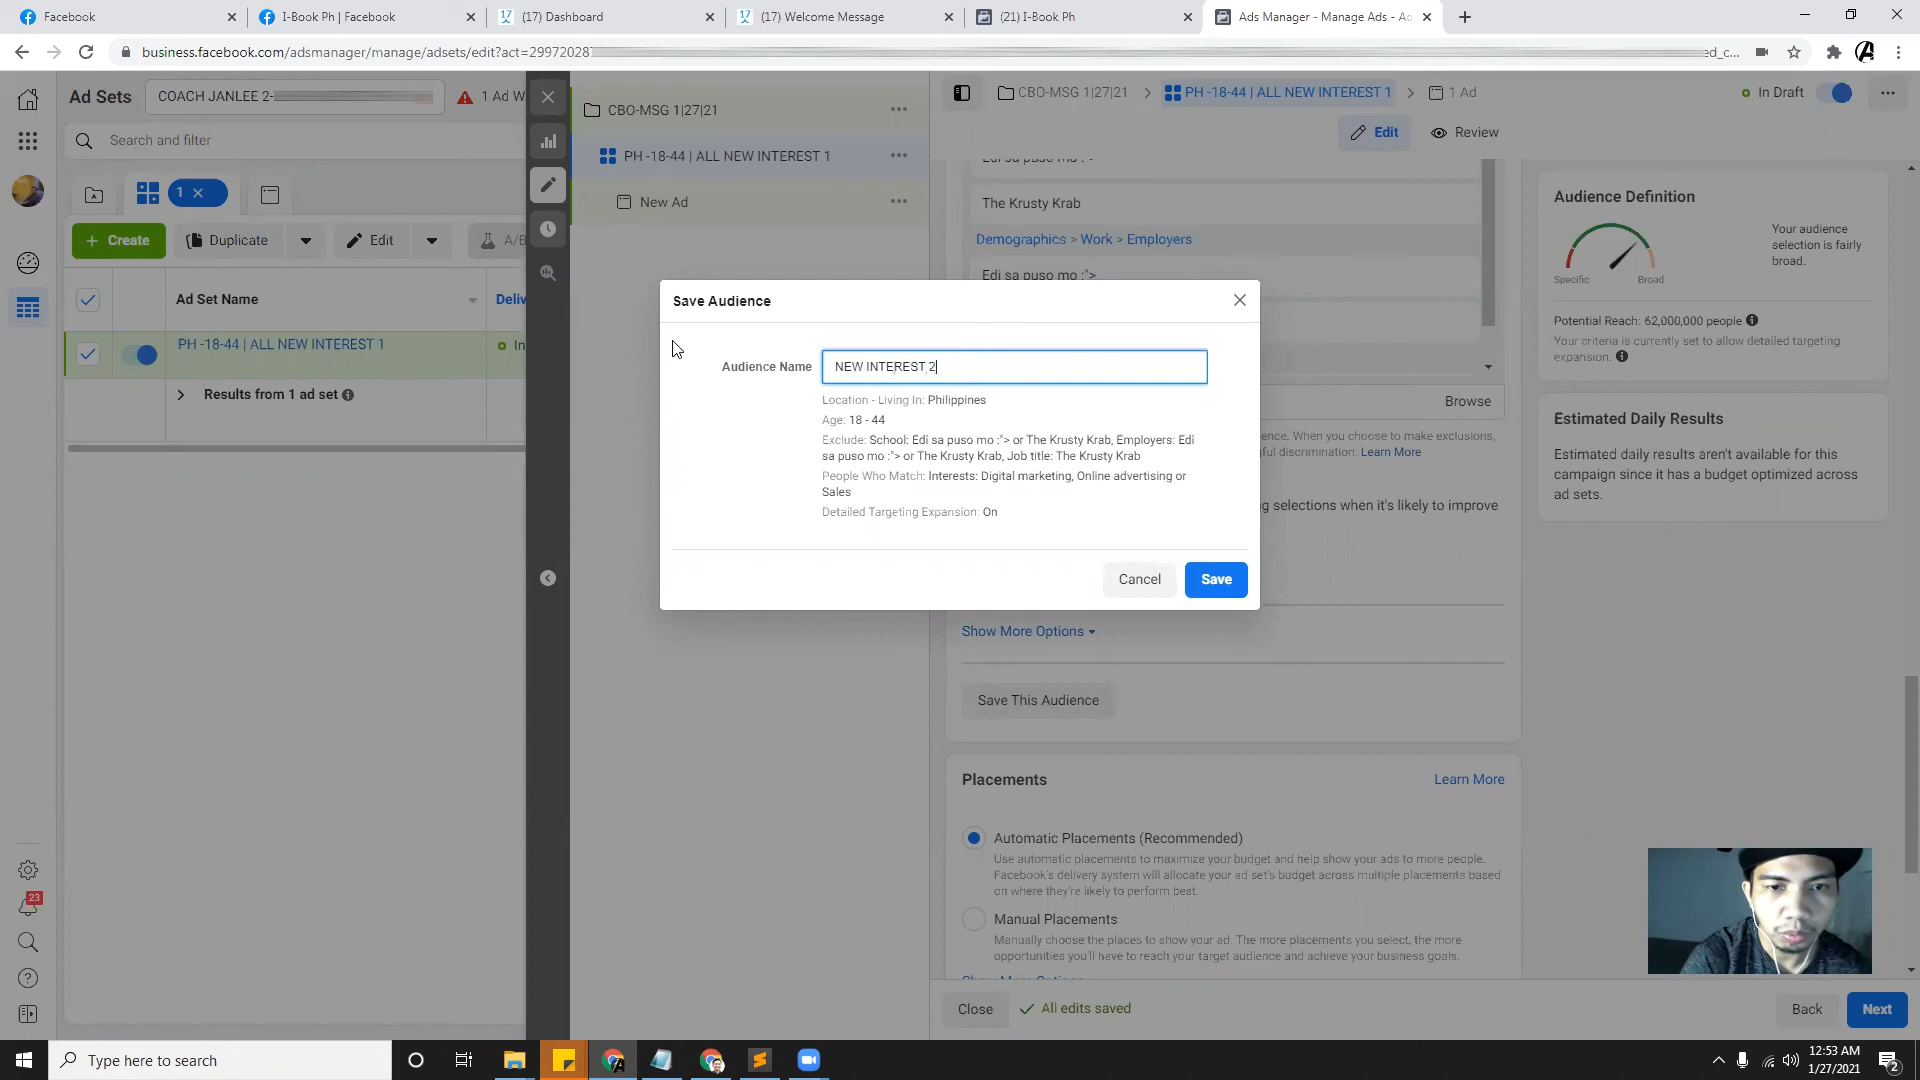 Facebook
I-Book Ph | Facebook
(17) Dashboard
(17) Welcome Message
(21) I-Book Ph
Ads Manager - Manage Ads - Ac
business.facebook.com/adsmanager/manage/adsets/edit?act=29972028
ed_c...
Ad Sets
COACH JANLEE 2-
1 Ad W
CBO-MSG 1|27|21
CBO-MSG 1|27|21
PH -18-44 | ALL NEW INTEREST 1
1 Ad
In Draft
Search and filter
Edit
Review
PH -18-44 | ALL NEW INTEREST 1
New Ad
1
Create
Duplicate
Edit
A/B
Ad Set Name
Deliv
PH -18-44 | ALL NEW INTEREST 1
In
Results from 1 ad set
The Krusty Krab
Demographics > Work > Employers
Edi sa puso mo :">
Audience Definition
Your audience
selection is fairly
broad.
Specific
Broad
Potential Reach: 62,000,000 people
Your criteria is currently set to allow detailed targeting
expansion.
Save Audience
Audience Name
NEW INTEREST 2
Location - Living In: Philippines
Age: 18 - 44
Exclude: School: Edi sa puso mo :"> or The Krusty Krab, Employers: Edi
sa puso mo :"> or The Krusty Krab, Job title: The Krusty Krab
People Who Match: Interests: Digital marketing, Online advertising or
Sales
Detailed Targeting Expansion: On
Cancel
Save
Browse
ence. When you choose to make exclusions,
ful discrimination. Learn More
g selections when it's likely to improve
Estimated Daily Results
Estimated daily results aren't available for this
campaign since it has a budget optimized across
ad sets.
Show More Options
Save This Audience
Placements
Learn More
Automatic Placements (Recommended)
Use automatic placements to maximize your budget and help show your ads to more people.
Facebook's delivery system will allocate your ad set's budget across multiple placements based
on where they're likely to perform best.
Manual Placements
Manually choose the places to show your ad. The more placements you select, the more
opportunities you'll have to reach your target audience and achieve your business goals.
23
Close
All edits saved
Back
Next
Type here to search
12:53 AM
1/27/2021
2